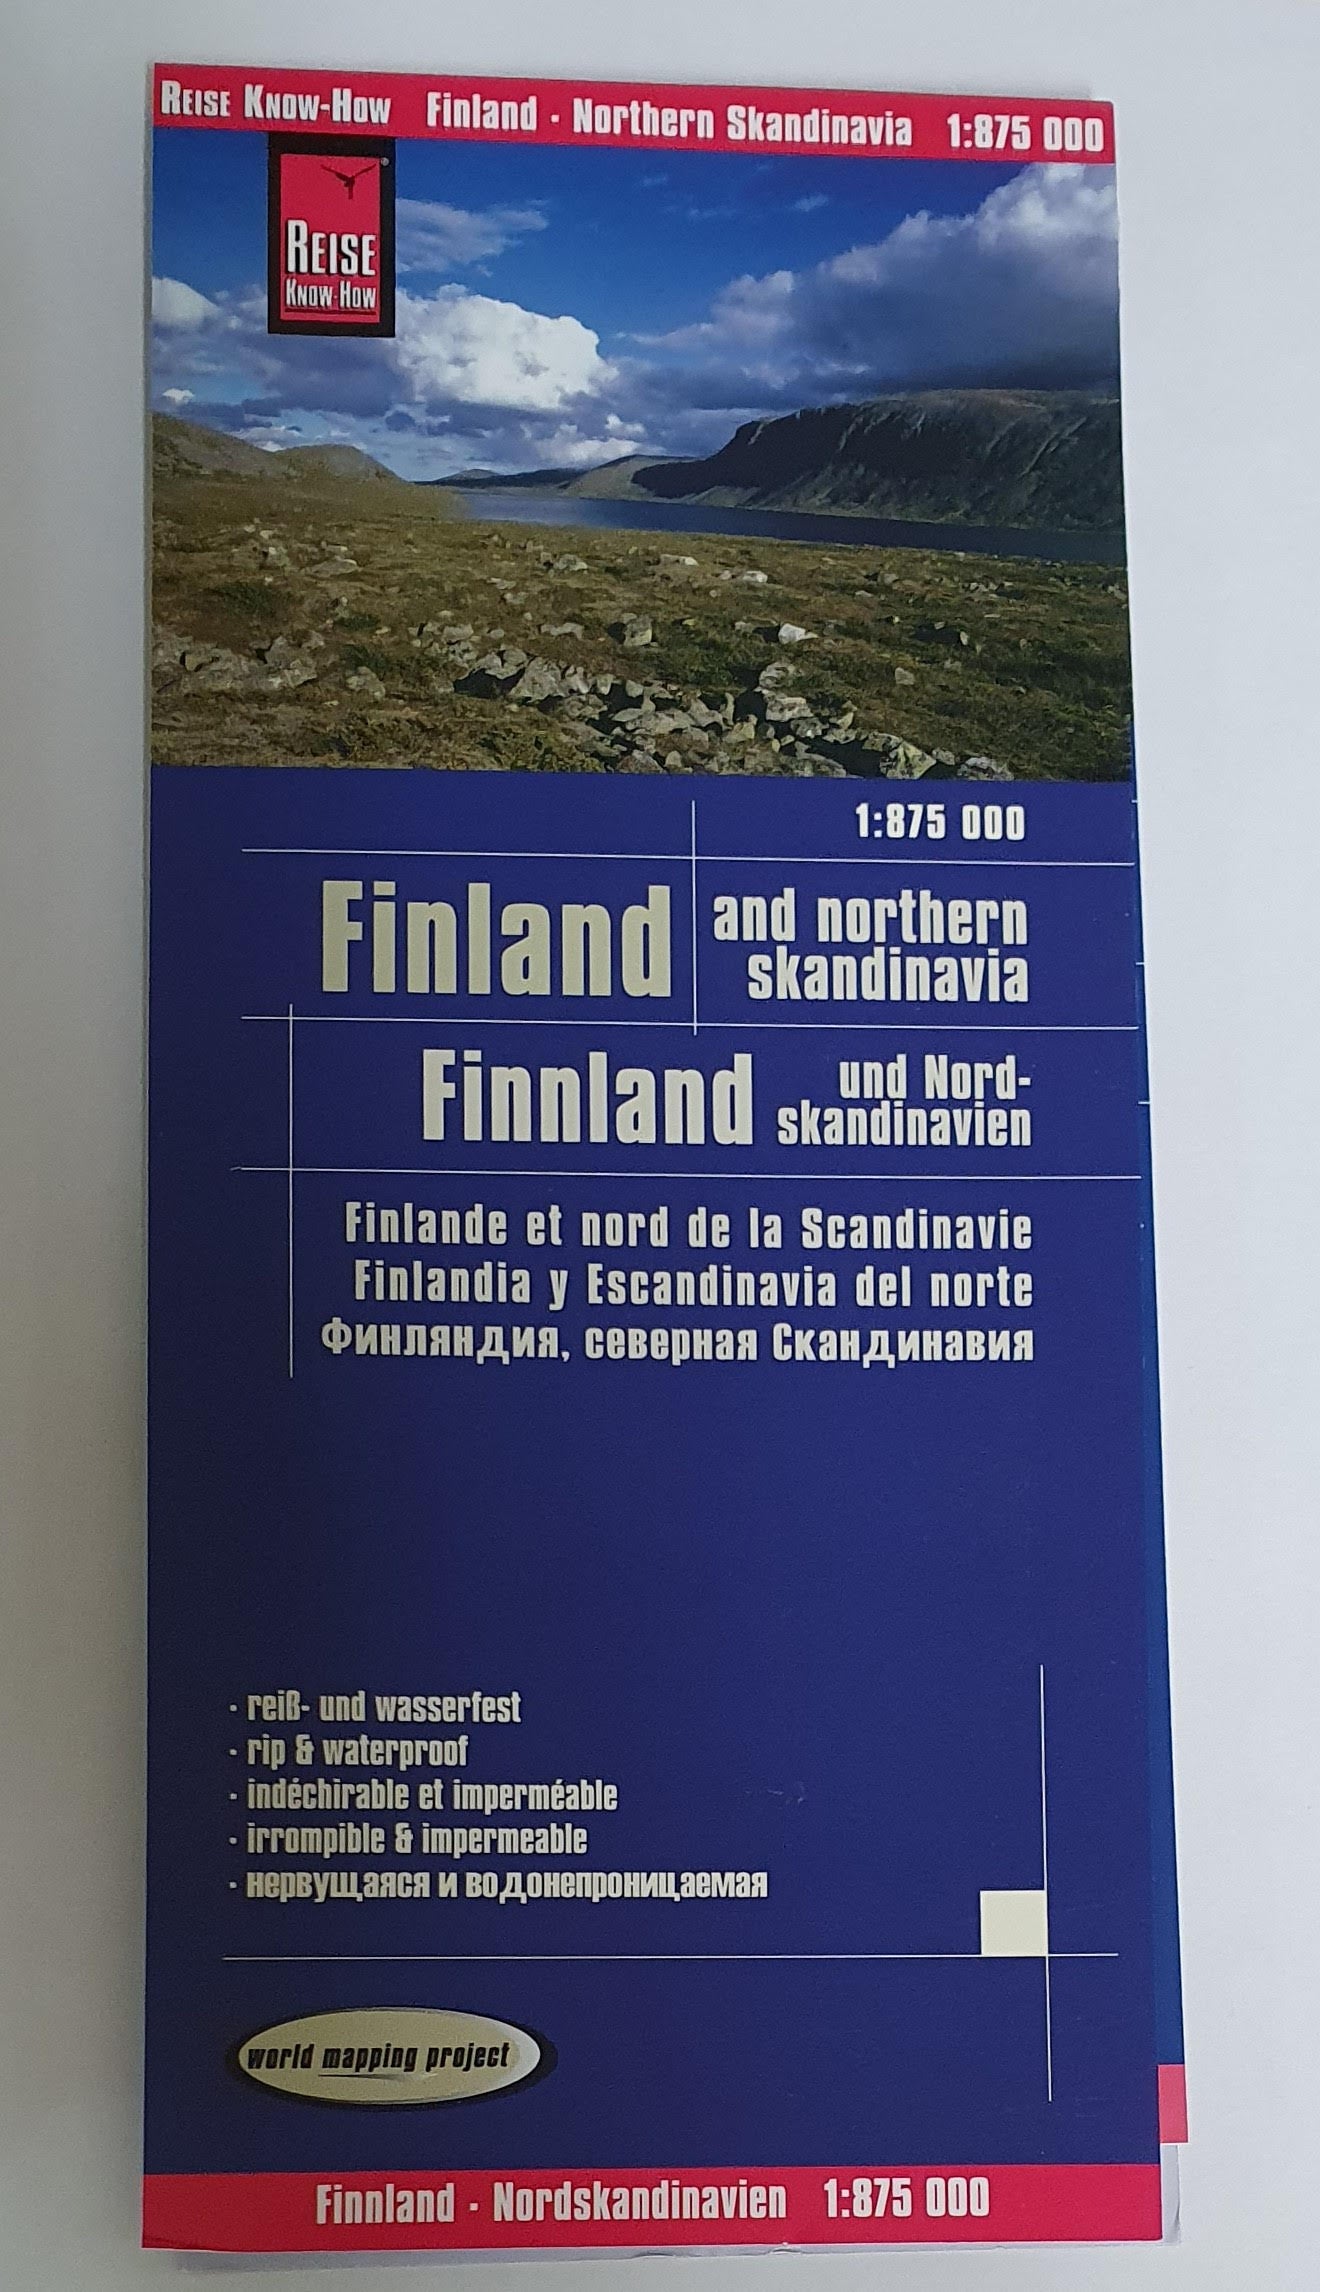 REISE KNOW-HOW Finland · Northern Skandinavia 1:875 000
REISE
KNOW-HOW
1:875 000
Finland and northern
skandinavia
Finnland und Nord-
skandinavien
Finlande et nord de la Scandinavie
Finlandia y Escandinavia del norte
Финляндия, северная Скандинавия
· reiß- und wasserfest
· rip & waterproof
· indéchirable et imperméable
· irrompible & impermeable
· нервущаяся и водонепроницаемая
world mapping project
Finnland · Nordskandinavien 1:875 000